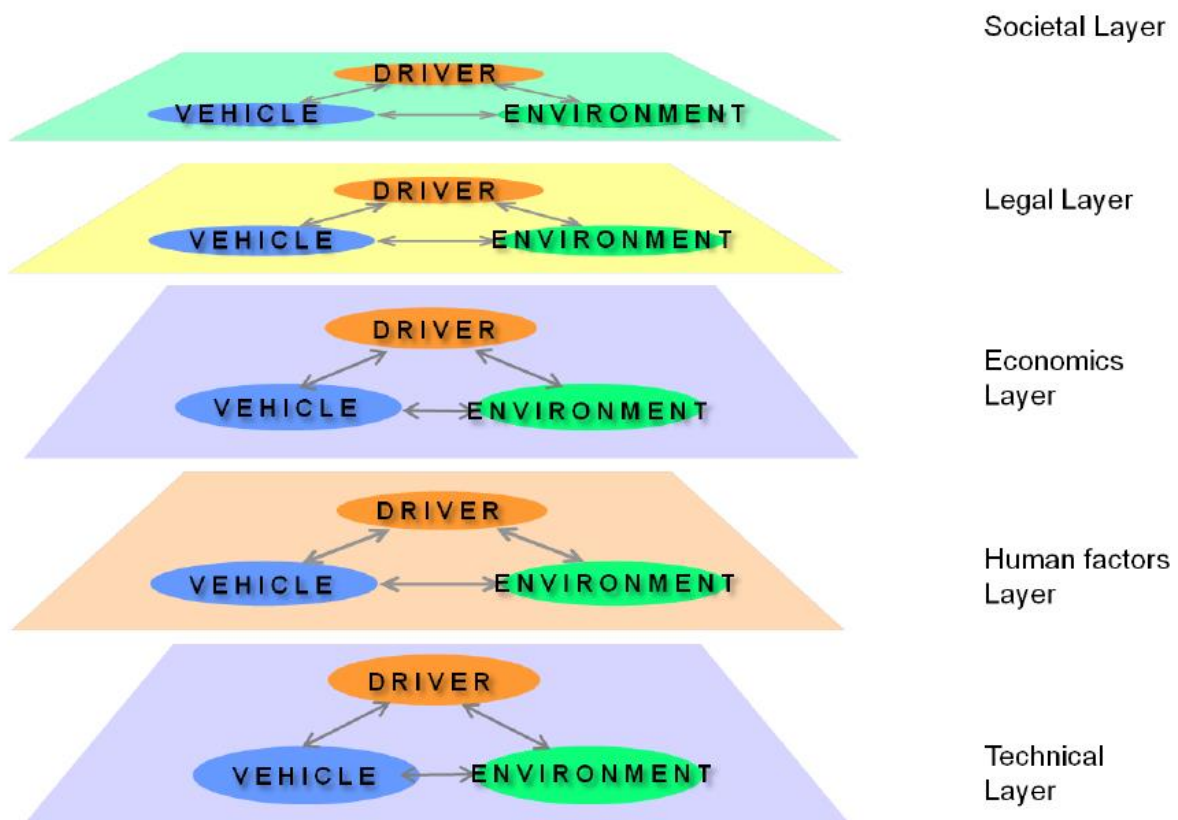 Societal Layer
DRIVER
VEHICLE
ENVIRONMENT
Legal Layer
DRIVER
VEHICLE
ENVIRONMENT
Economics
Layer
DRIVER
VEHICLE
ENVIRONMENT
Human factors
Layer
DRIVER
VEHICLE
ENVIRONMENT
Technical
Layer
DRIVER
VEHICLE
ENVIRONMENT